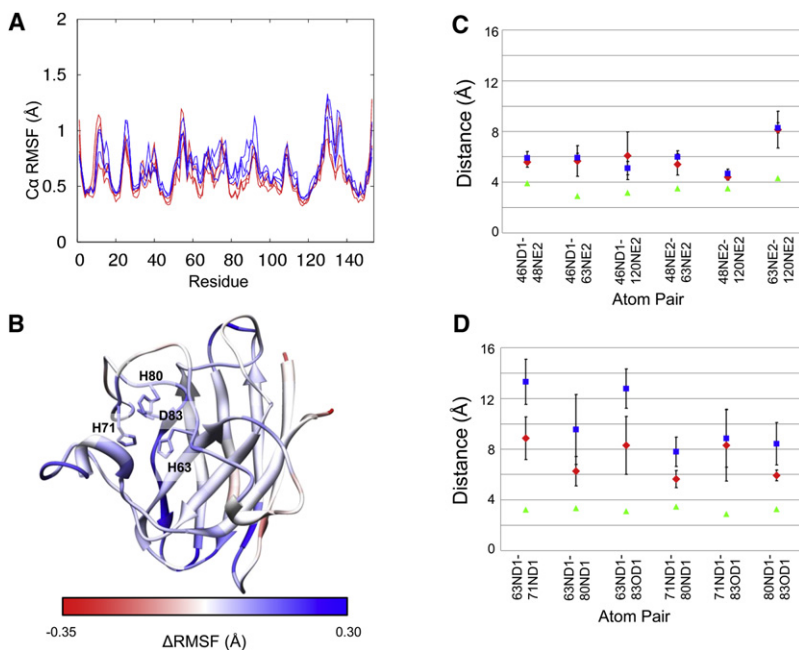 A
2
1.5
1
0.5
0
Cα RMSF (Å)
0 20 40 60 80 100 120 140
Residue
B
H80
D83
H71
H63
-0.35
0.30
ΔRMSF (Å)
C
16
12
8
4
0
Distance (Å)
46ND1-
48NE2
46ND1-
63NE2
46ND1-
120NE2
48NE2-
63NE2
48NE2-
120NE2
63NE2-
120NE2
Atom Pair
D
16
12
8
4
0
Distance (Å)
63ND1-
71ND1
63ND1-
80ND1
63ND1-
83OD1
71ND1-
80ND1
71ND1-
83OD1
80ND1-
83OD1
Atom Pair